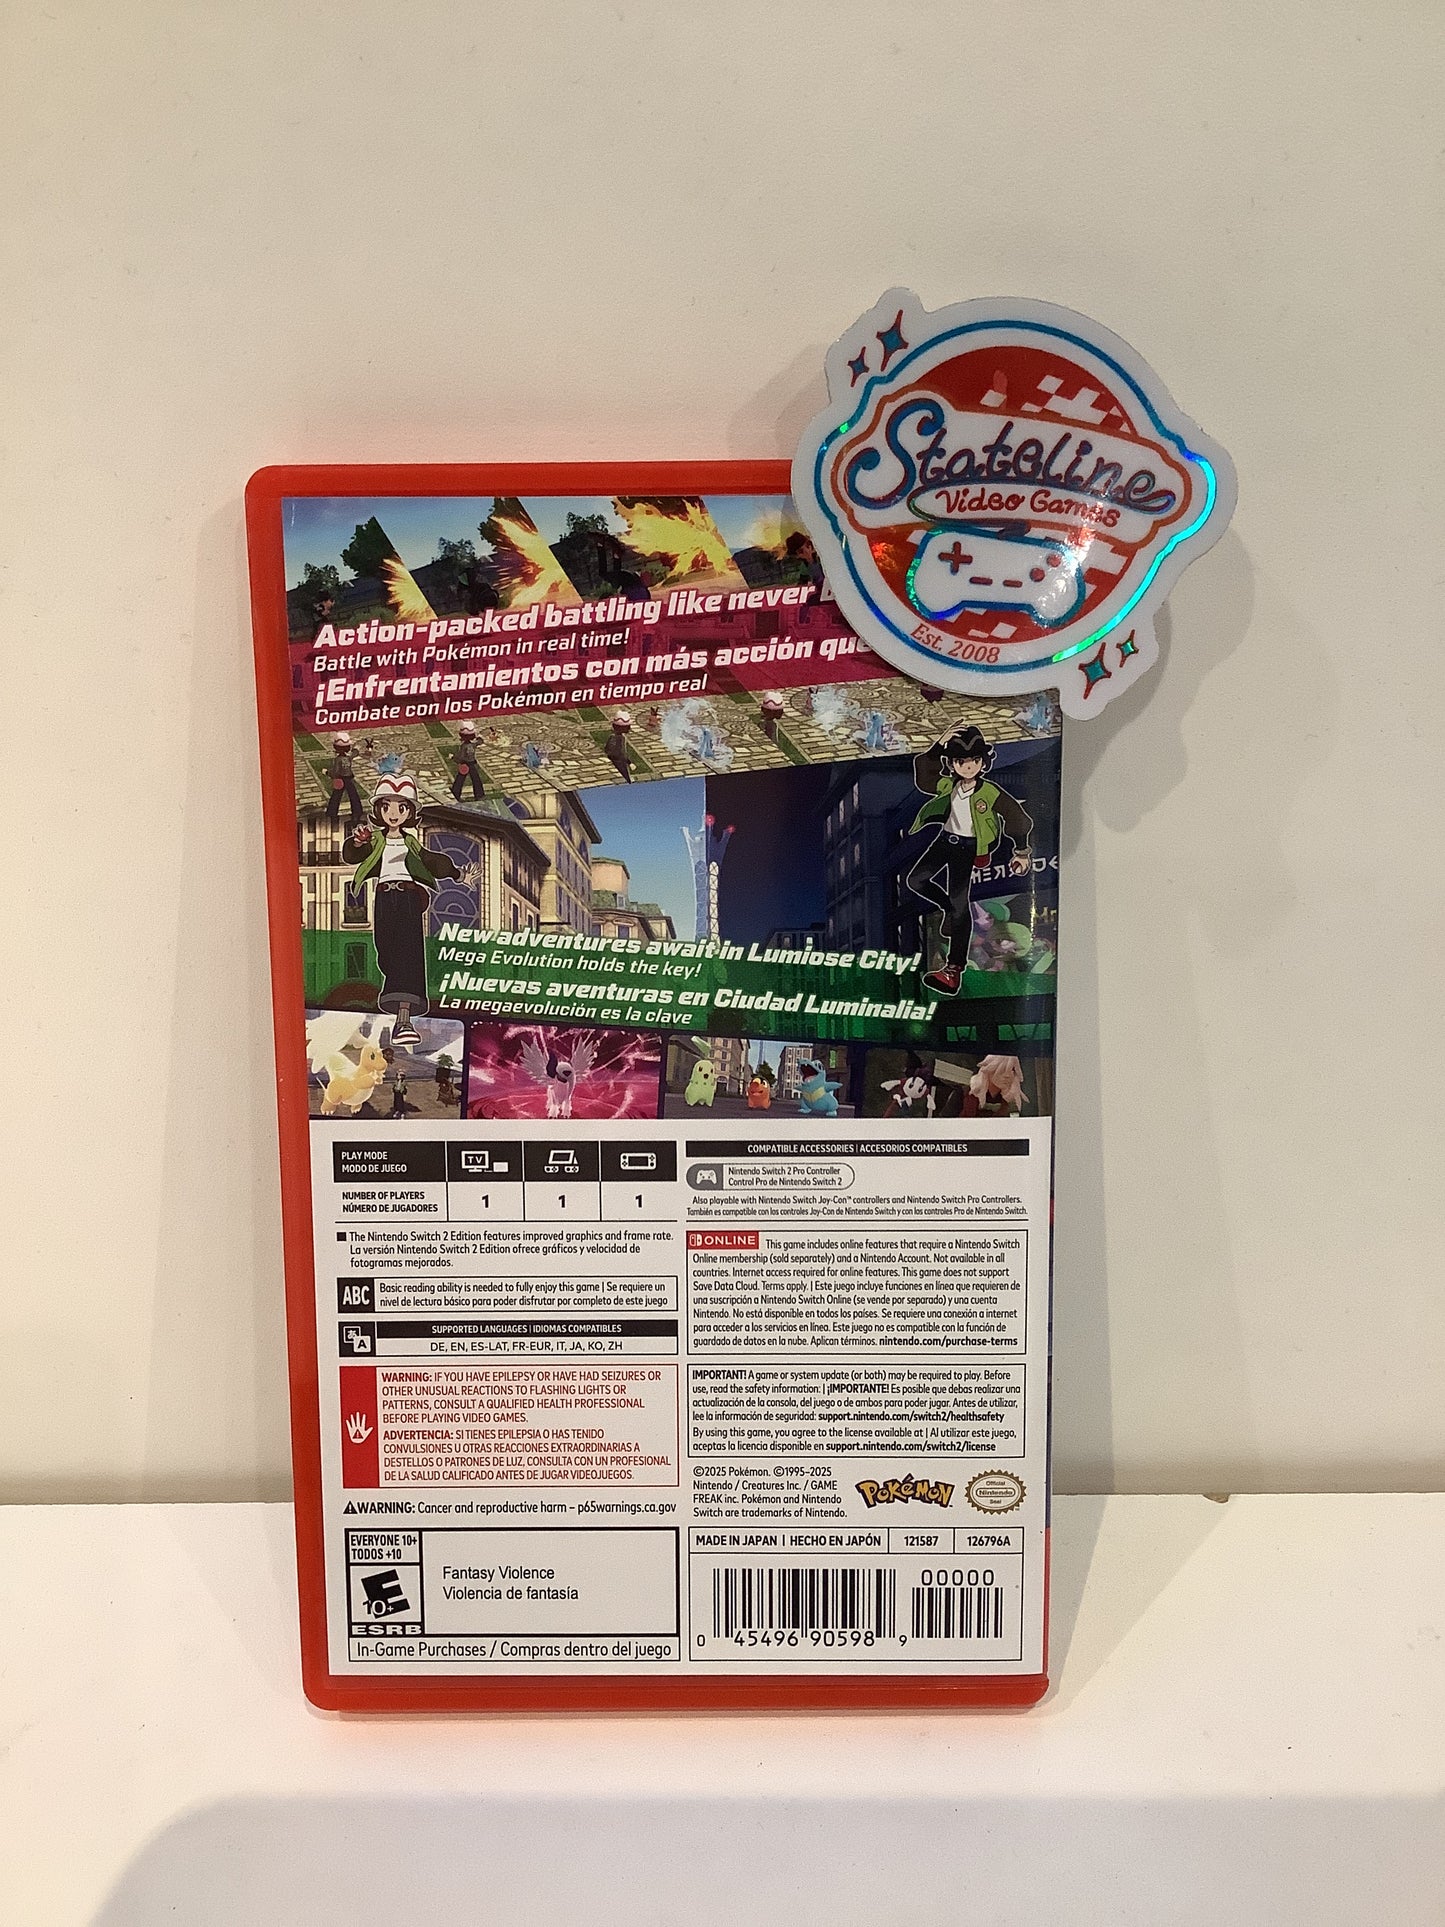 Stateline
Video Games
Est. 2008
Action-packed battling like never
Battle with Pokémon in real time!
¡Enfrentamientos con más acción que
Combate con los Pokémon en tiempo real
New adventures await in Lumiose City!
Mega Evolution holds the key!
¡Nuevas aventuras en Ciudad Luminalia!
La megaevolución es la clave
PLAY MODE
MODO DE JUEGO
TV
NUMBER OF PLAYERS
NÚMERO DE JUGADORES
1 1 1
■ The Nintendo Switch 2 Edition features improved graphics and frame rate.
La versión Nintendo Switch 2 Edition ofrece gráficos y velocidad de
fotogramas mejorados.
ABC
Basic reading ability is needed to fully enjoy this game | Se requiere un
nivel de lectura básico para poder disfrutar por completo de este juego
SUPPORTED LANGUAGES | IDIOMAS COMPATIBLES
DE, EN, ES-LAT, FR-EUR, IT, JA, KO, ZH
WARNING: IF YOU HAVE EPILEPSY OR HAVE HAD SEIZURES OR
OTHER UNUSUAL REACTIONS TO FLASHING LIGHTS OR
PATTERNS, CONSULT A QUALIFIED HEALTH PROFESSIONAL
BEFORE PLAYING VIDEO GAMES.
ADVERTENCIA: SI TIENES EPILEPSIA O HAS TENIDO
CONVULSIONES U OTRAS REACCIONES EXTRAORDINARIAS A
DESTELLOS O PATRONES DE LUZ, CONSULTA CON UN PROFESIONAL
DE LA SALUD CALIFICADO ANTES DE JUGAR VIDEOJUEGOS.
⚠WARNING: Cancer and reproductive harm – p65warnings.ca.gov
EVERYONE 10+
TODOS +10
E
10+
ESRB
Fantasy Violence
Violencia de fantasía
In-Game Purchases / Compras dentro del juego
COMPATIBLE ACCESSORIES | ACCESORIOS COMPATIBLES
Nintendo Switch 2 Pro Controller
Control Pro de Nintendo Switch 2
Also playable with Nintendo Switch Joy-Con™ controllers and Nintendo Switch Pro Controllers.
También es compatible con los controles Joy-Con de Nintendo Switch y con los controles Pro de Nintendo Switch.
ONLINE This game includes online features that require a Nintendo Switch
Online membership (sold separately) and a Nintendo Account. Not available in all
countries. Internet access required for online features. This game does not support
Save Data Cloud. Terms apply. | Este juego incluye funciones en línea que requieren de
una suscripción a Nintendo Switch Online (se vende por separado) y una cuenta
Nintendo. No está disponible en todos los países. Se requiere una conexión a internet
para acceder a los servicios en línea. Este juego no es compatible con la función de
guardado de datos en la nube. Aplican términos. nintendo.com/purchase-terms
IMPORTANT! A game or system update (or both) may be required to play. Before
use, read the safety information: | ¡IMPORTANTE! Es posible que debas realizar una
actualización de la consola, del juego o de ambos para poder jugar. Antes de utilizar,
lee la información de seguridad: support.nintendo.com/switch2/healthsafety
By using this game, you agree to the license available at | Al utilizar este juego,
aceptas la licencia disponible en support.nintendo.com/switch2/license
©2025 Pokémon. ©1995–2025
Nintendo / Creatures Inc. / GAME
FREAK inc. Pokémon and Nintendo
Switch are trademarks of Nintendo.
POKéMON
Official
Nintendo
Seal
MADE IN JAPAN | HECHO EN JAPÓN 121587 126796A
00000
0 45496 90598 9